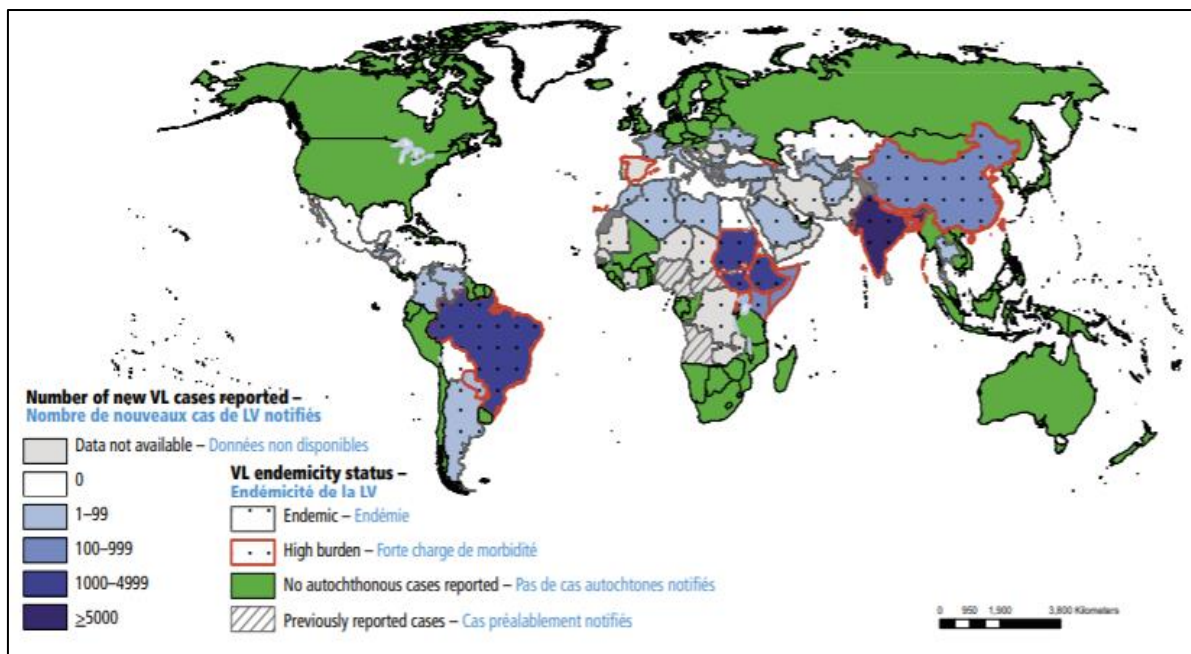 Number of new VL cases reported –
Nombre de nouveaux cas de LV notifiés
Data not available – Données non disponibles
0
1–99
100–999
1000–4999
≥5000
VL endemicity status –
Endémicité de la LV
Endemic – Endémie
High burden – Forte charge de morbidité
No autochthonous cases reported – Pas de cas autochtones notifiés
Previously reported cases – Cas préalablement notifiés
0 950 1,900 3,800 Kilometers